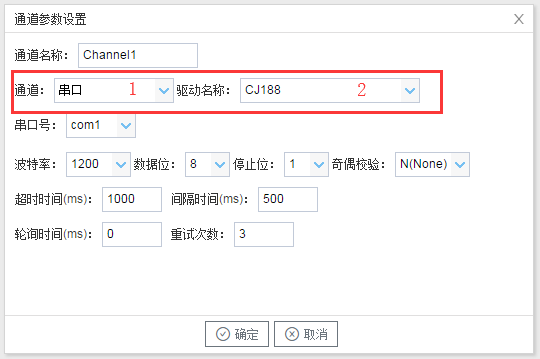 通道参数设置
通道名称： Channel1
通道： 串口 1 驱动名称： CJ188 2
串口号： com1
波特率： 1200 数据位： 8 停止位： 1 奇偶校验： N(None)
超时时间(ms)： 1000 间隔时间(ms)： 500
轮询时间(ms)： 0 重试次数： 3
确定 取消